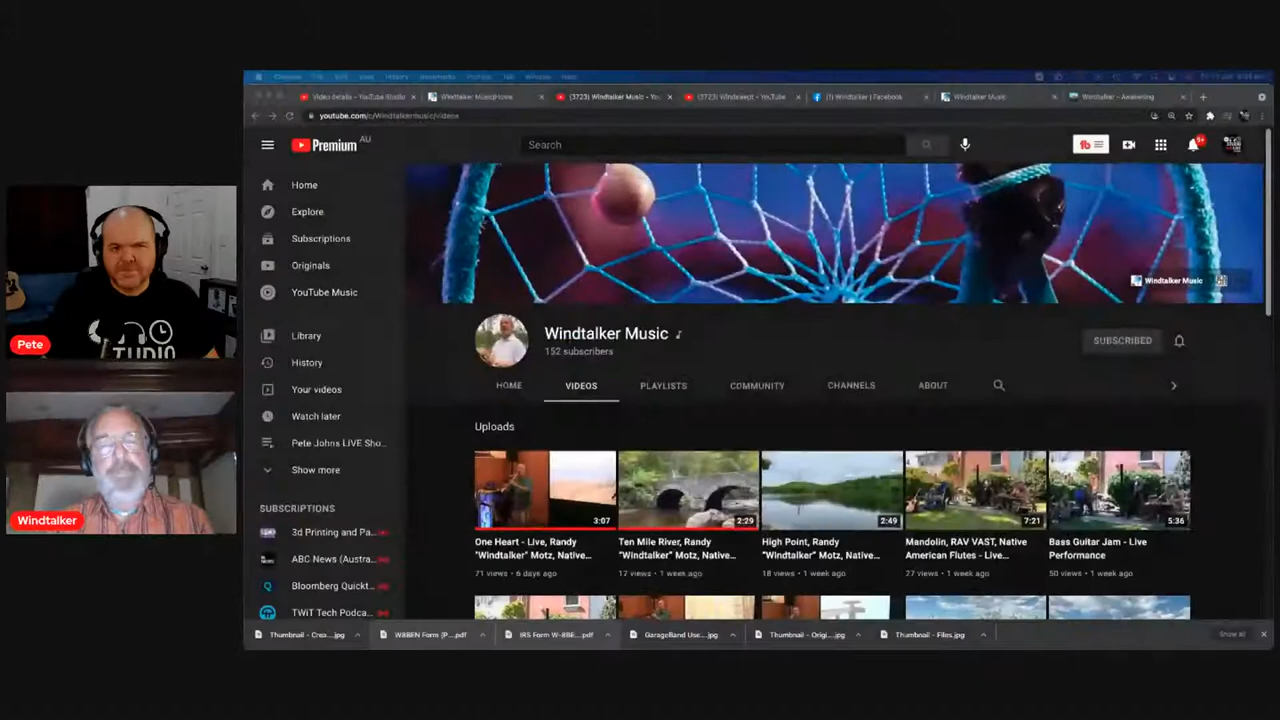 Video details - YouTube Studio
Windtalker Music|Home
(3723) Windtalker Music - Yo...
(3723) Windswept - YouTube
(1) Windtalker | Facebook
Windtalker Music
Windtalker - Awakening
youtube.com/c/Windtalkermusic/videos
Premium AU
Search
9+
Home
Explore
Subscriptions
Originals
YouTube Music
Library
History
Your videos
Watch later
Pete Johns LIVE Sho...
Show more
SUBSCRIPTIONS
3d Printing and Pa...
ABC News (Austra...
Bloomberg Quickt...
TWiT Tech Podca...
Windtalker Music
Windtalker Music
152 subscribers
SUBSCRIBED
HOME VIDEOS PLAYLISTS COMMUNITY CHANNELS ABOUT
Uploads
3:07
One Heart - Live, Randy
"Windtalker" Motz, Native...
71 views • 6 days ago
2:29
Ten Mile River, Randy
"Windtalker" Motz, Native...
17 views • 1 week ago
2:49
High Point, Randy
"Windtalker" Motz, Native...
18 views • 1 week ago
7:21
Mandolin, RAV VAST, Native
American Flutes - Live...
27 views • 1 week ago
5:36
Bass Guitar Jam - Live
Performance
50 views • 1 week ago
Thumbnail - Crea....jpg
W8BEN Form (P....pdf
IRS Form W-8BE...pdf
GarageBand Use....jpg
Thumbnail - Origi....jpg
Thumbnail - Files.jpg
Show all
Pete
STUDIO
Windtalker